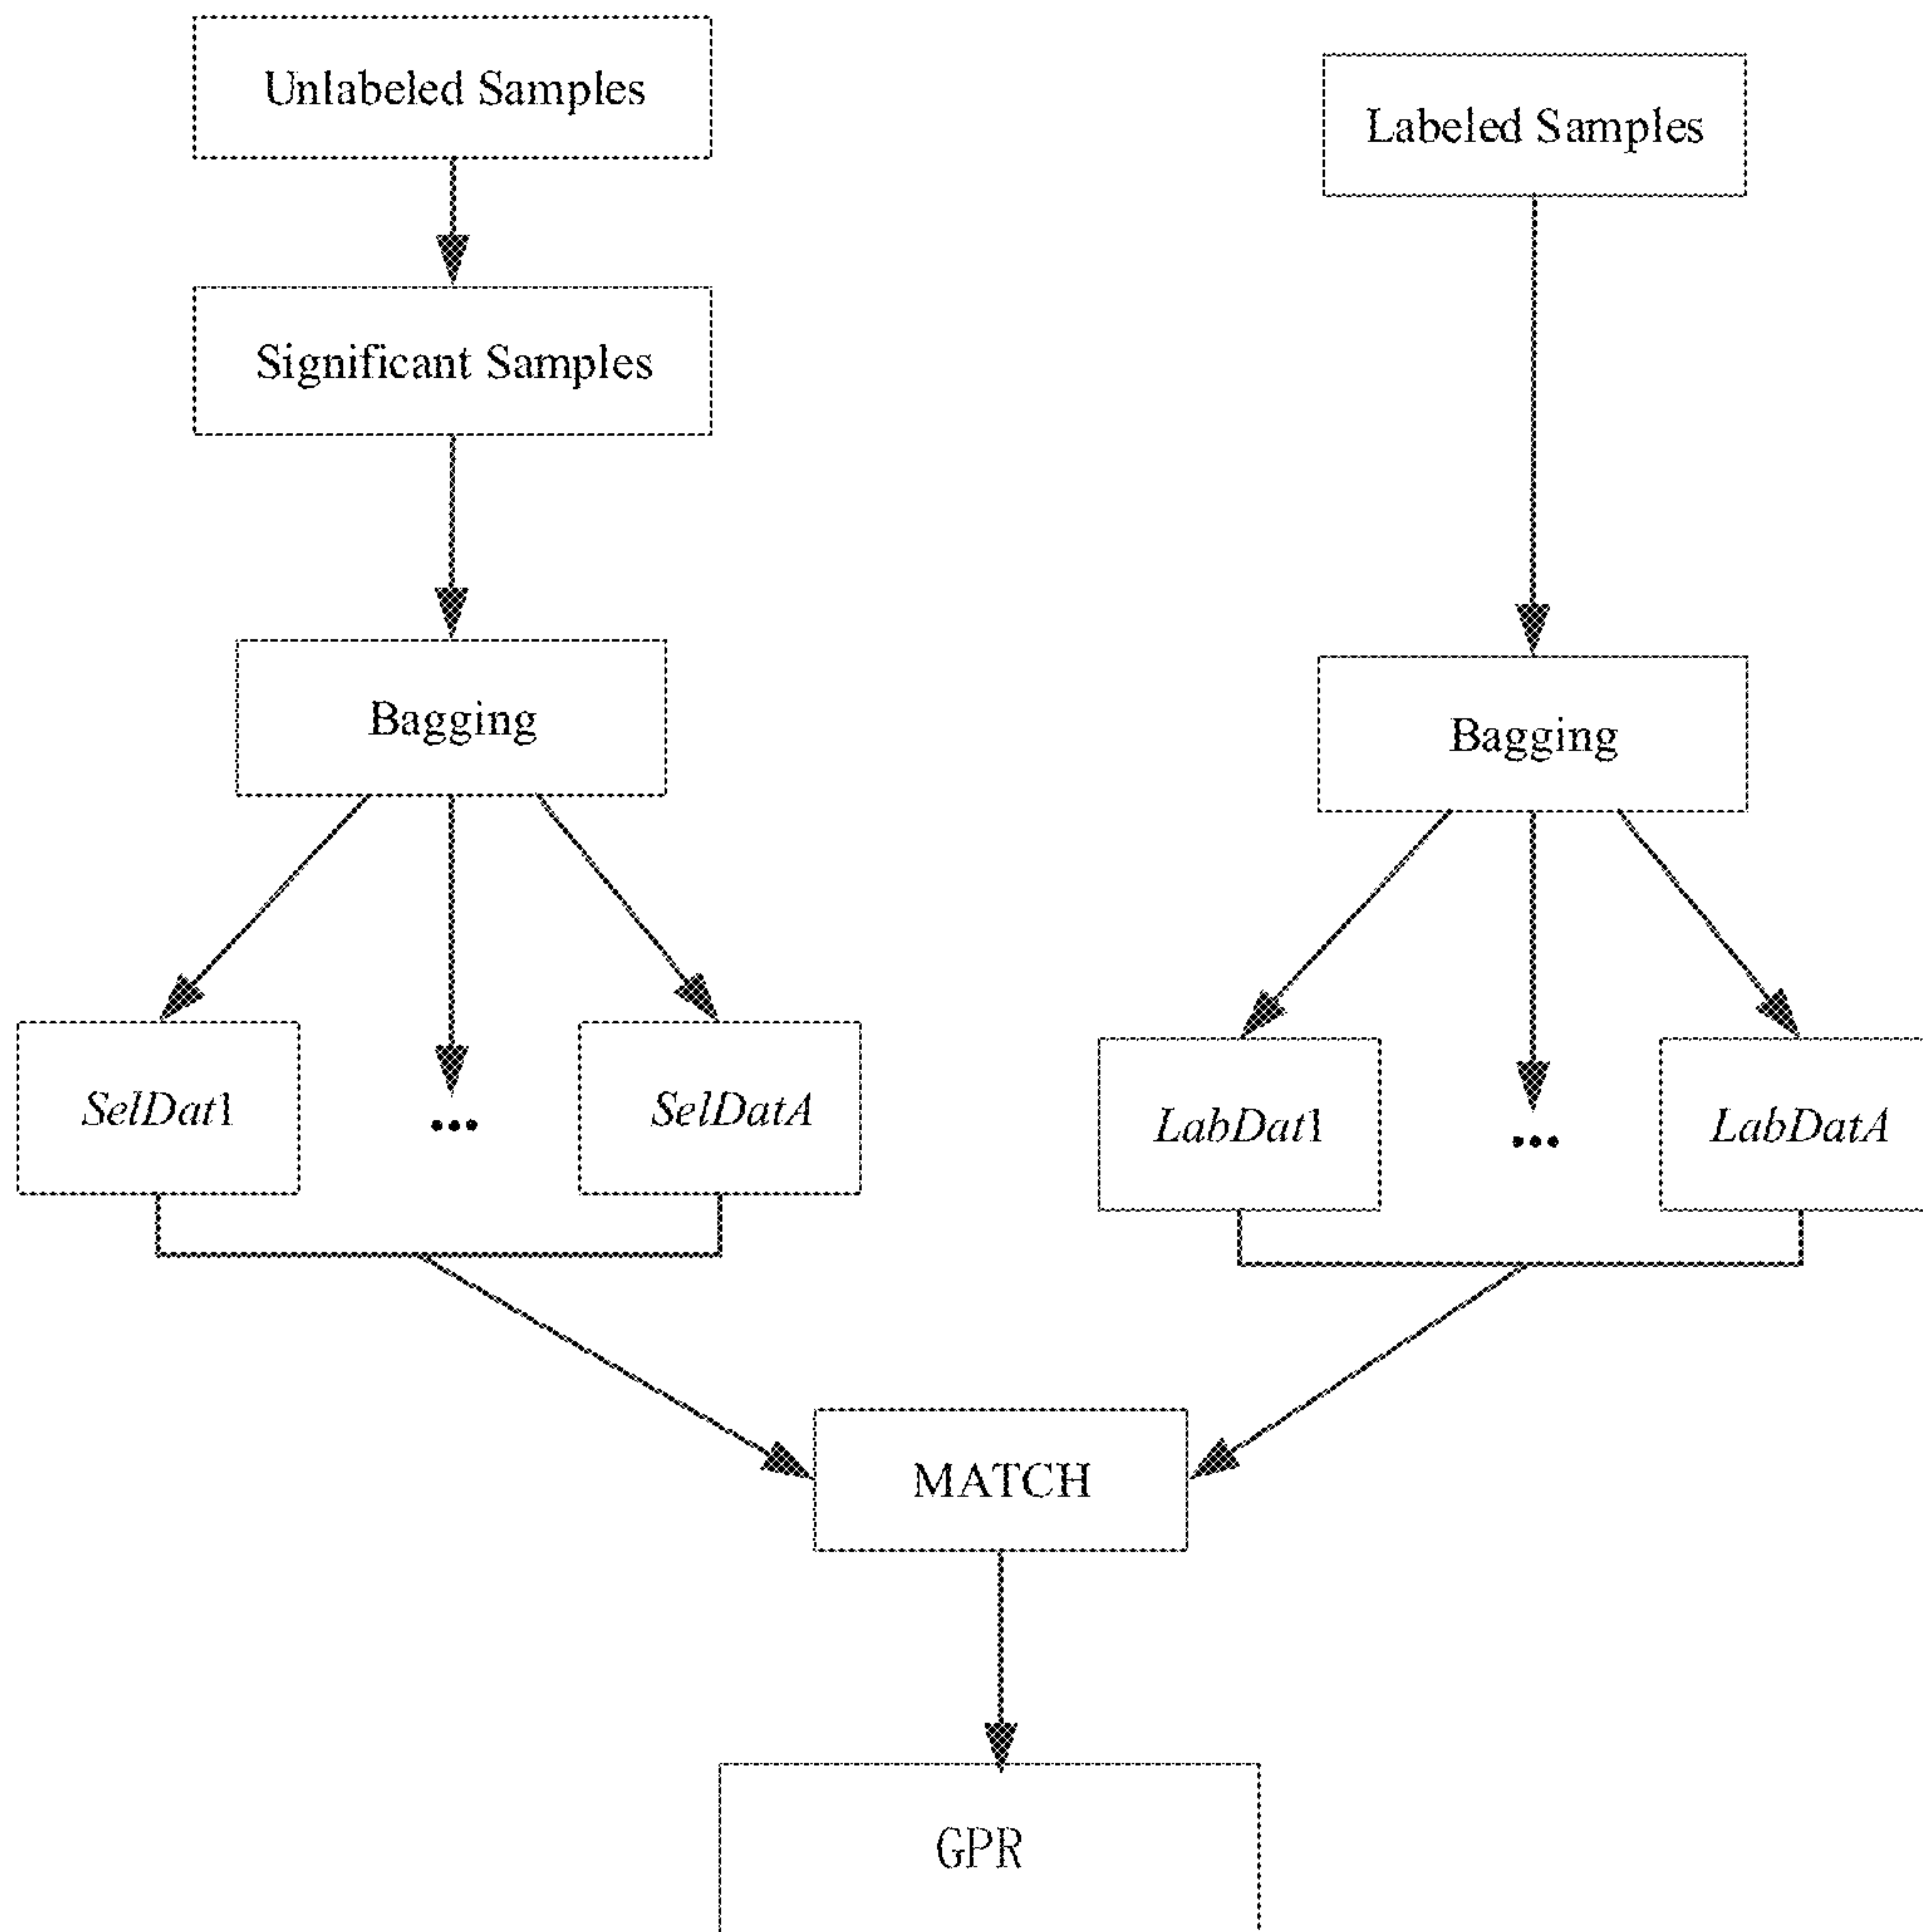 Unlabeled Samples
Labeled Samples
Significant Samples
Bagging
Bagging
SelDat1
...
SelDatA
LabDat1
...
LabDatA
MATCH
GPR